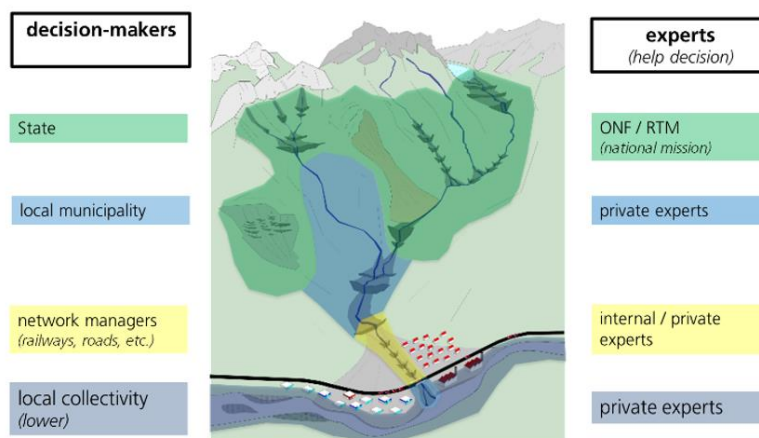 decision-makers
experts
(help decision)
State
ONF / RTM
(national mission)
local municipality
private experts
network managers
(railways, roads, etc.)
internal / private
experts
local collectivity
(lower)
private experts